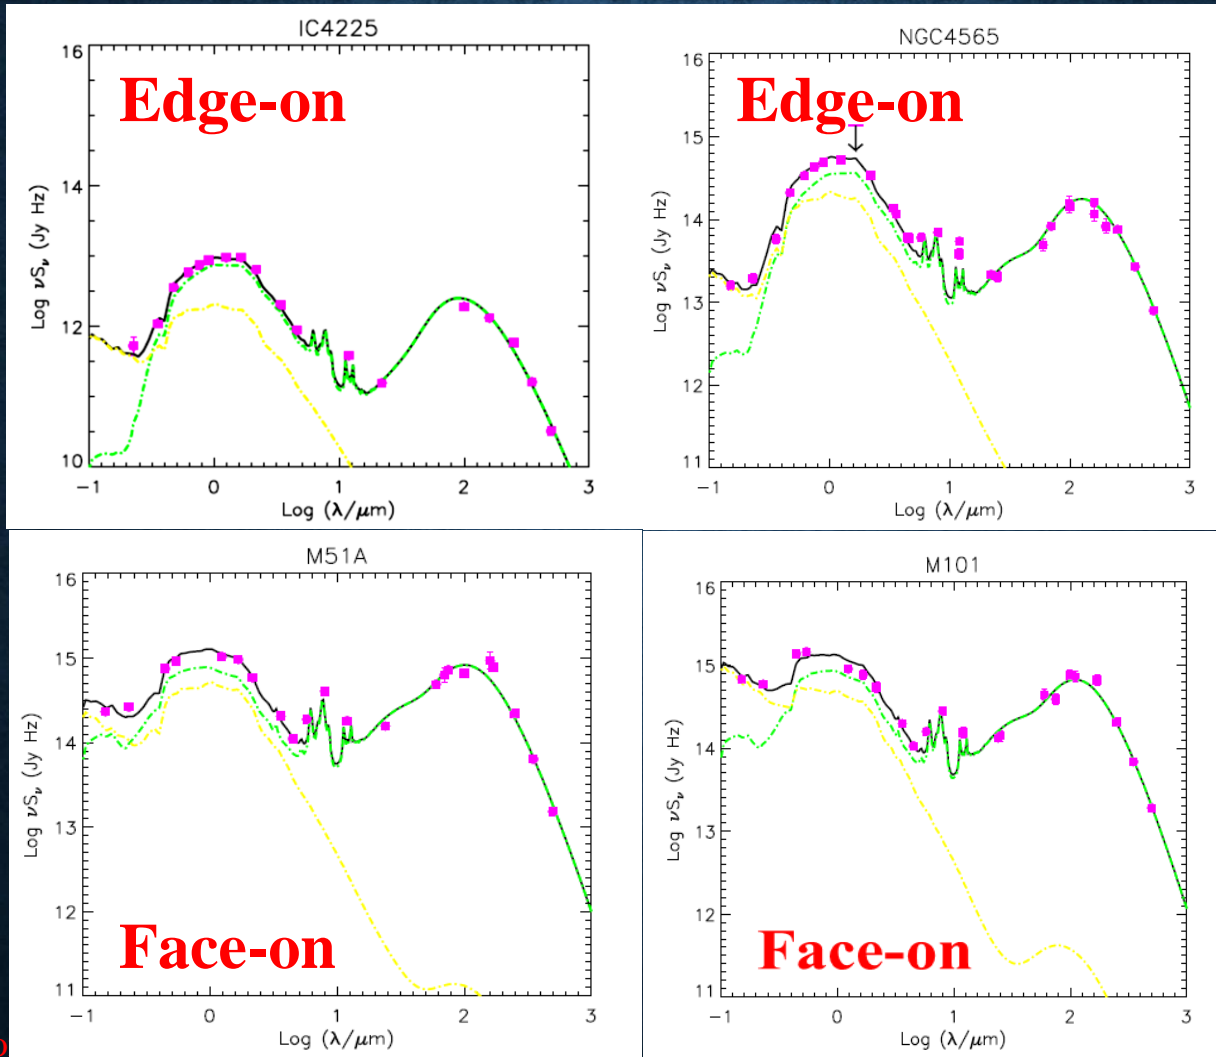 IC4225
Edge-on
16
14
12
10
Log νSν (Jy Hz)
−1
0
1
2
3
Log (λ/μm)
NGC4565
Edge-on
16
15
14
13
12
11
Log νSν (Jy Hz)
−1
0
1
2
3
Log (λ/μm)
M51A
16
15
14
13
12
11
Log νSν (Jy Hz)
Face-on
−1
0
1
2
3
Log (λ/μm)
M101
16
15
14
13
12
11
Log νSν (Jy Hz)
Face-on
−1
0
1
2
3
Log (λ/μm)